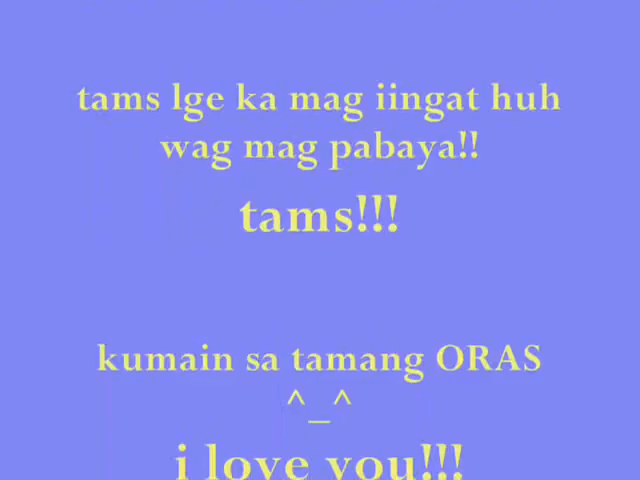 tams lge ka mag iingat huh
wag mag pabaya!!
tams!!!
kumain sa tamang ORAS
^_^
i love you!!!